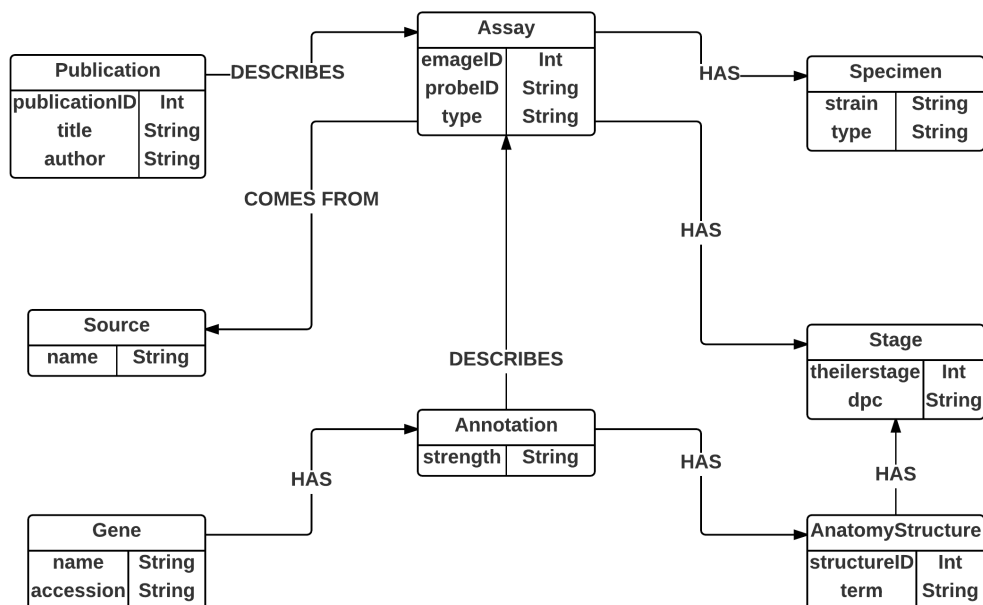 Publication
publicationID Int
title String
author String
DESCRIBES
Assay
emageID Int
probeID String
type String
HAS
Specimen
strain String
type String
COMES FROM
HAS
Source
name String
DESCRIBES
Stage
theilerstage Int
dpc String
Annotation
strength String
HAS
HAS
HAS
Gene
name String
accession String
AnatomyStructure
structureID Int
term String